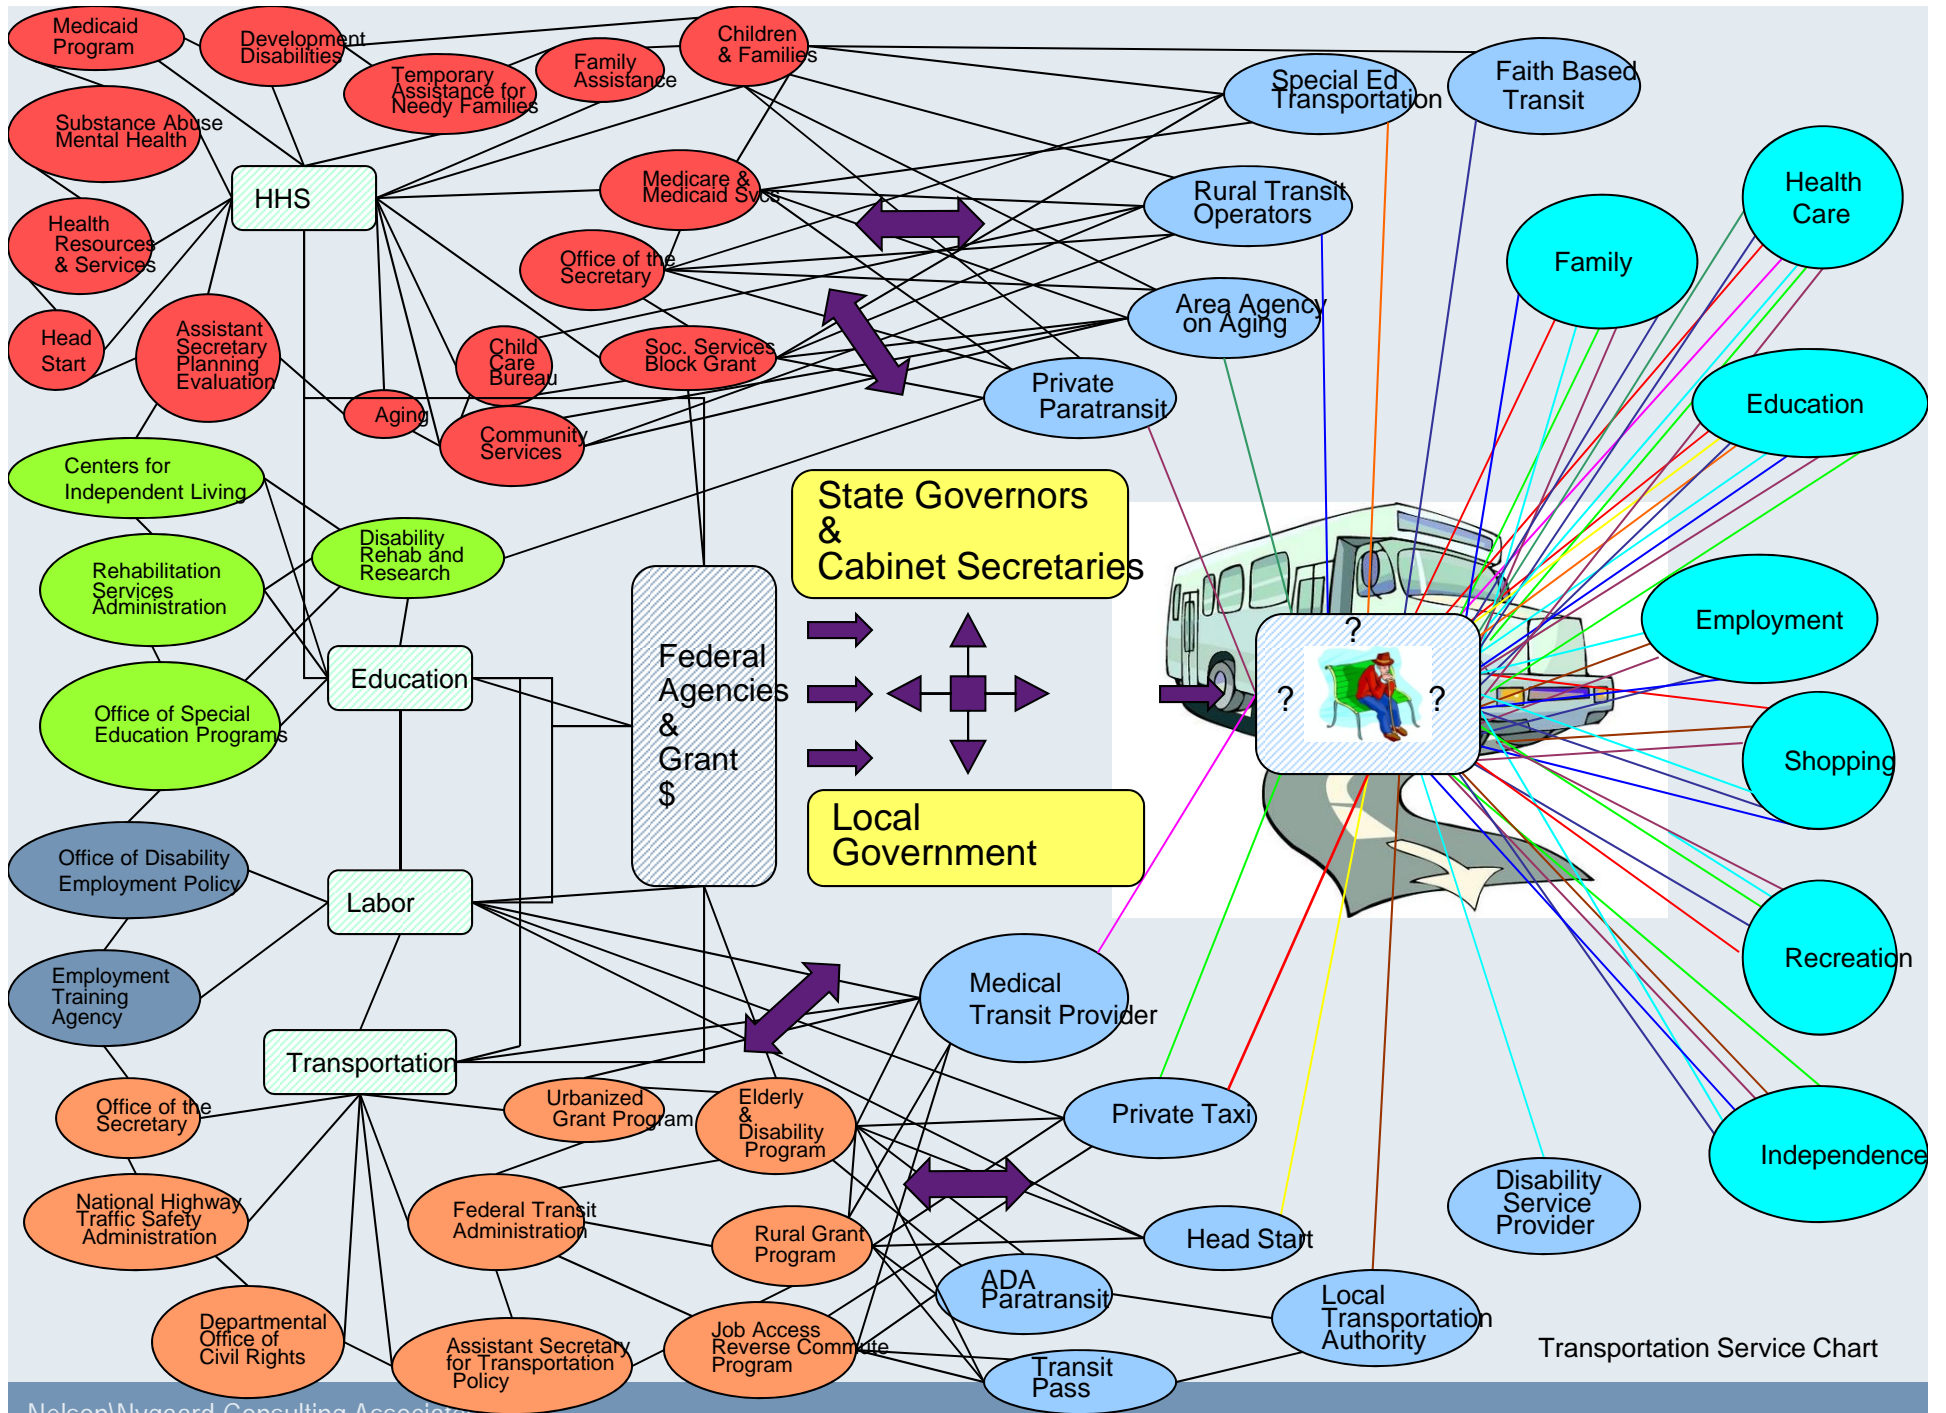 Medicaid
Program
Development
Disabilities
Temporary
Assistance for
Needy Families
Family
Assistance
Children
& Families
Special Ed
Transportation
Faith Based
Transit
Substance Abuse
Mental Health
HHS
Medicare &
Medicaid Svcs
Rural Transit
Operators
Health
Care
Family
Health
Resources
& Services
Office of the
Secretary
Area Agency
on Aging
Head
Start
Assistant
Secretary
Planning
Evaluation
Child
Care
Bureau
Soc. Services
Block Grant
Private
Paratransit
Education
Aging
Community
Services
Centers for
Independent Living
State Governors
&
Cabinet Secretaries
Disability
Rehab and
Research
Rehabilitation
Services
Administration
Employment
Education
Federal
Agencies
&
Grant
$
?
?
?
Office of Special
Education Programs
Shopping
Local
Government
Office of Disability
Employment Policy
Labor
Recreation
Employment
Training
Agency
Medical
Transit Provider
Transportation
Office of the
Secretary
Urbanized
Grant Program
Elderly
&
Disability
Program
Private Taxi
Independence
National Highway
Traffic Safety
Administration
Federal Transit
Administration
Rural Grant
Program
Head Start
Disability
Service
Provider
ADA
Paratransit
Local
Transportation
Authority
Departmental
Office of
Civil Rights
Assistant Secretary
for Transportation
Policy
Job Access
Reverse Commute
Program
Transit
Pass
Transportation Service Chart
Nelson\Nygaard Consulting Associates